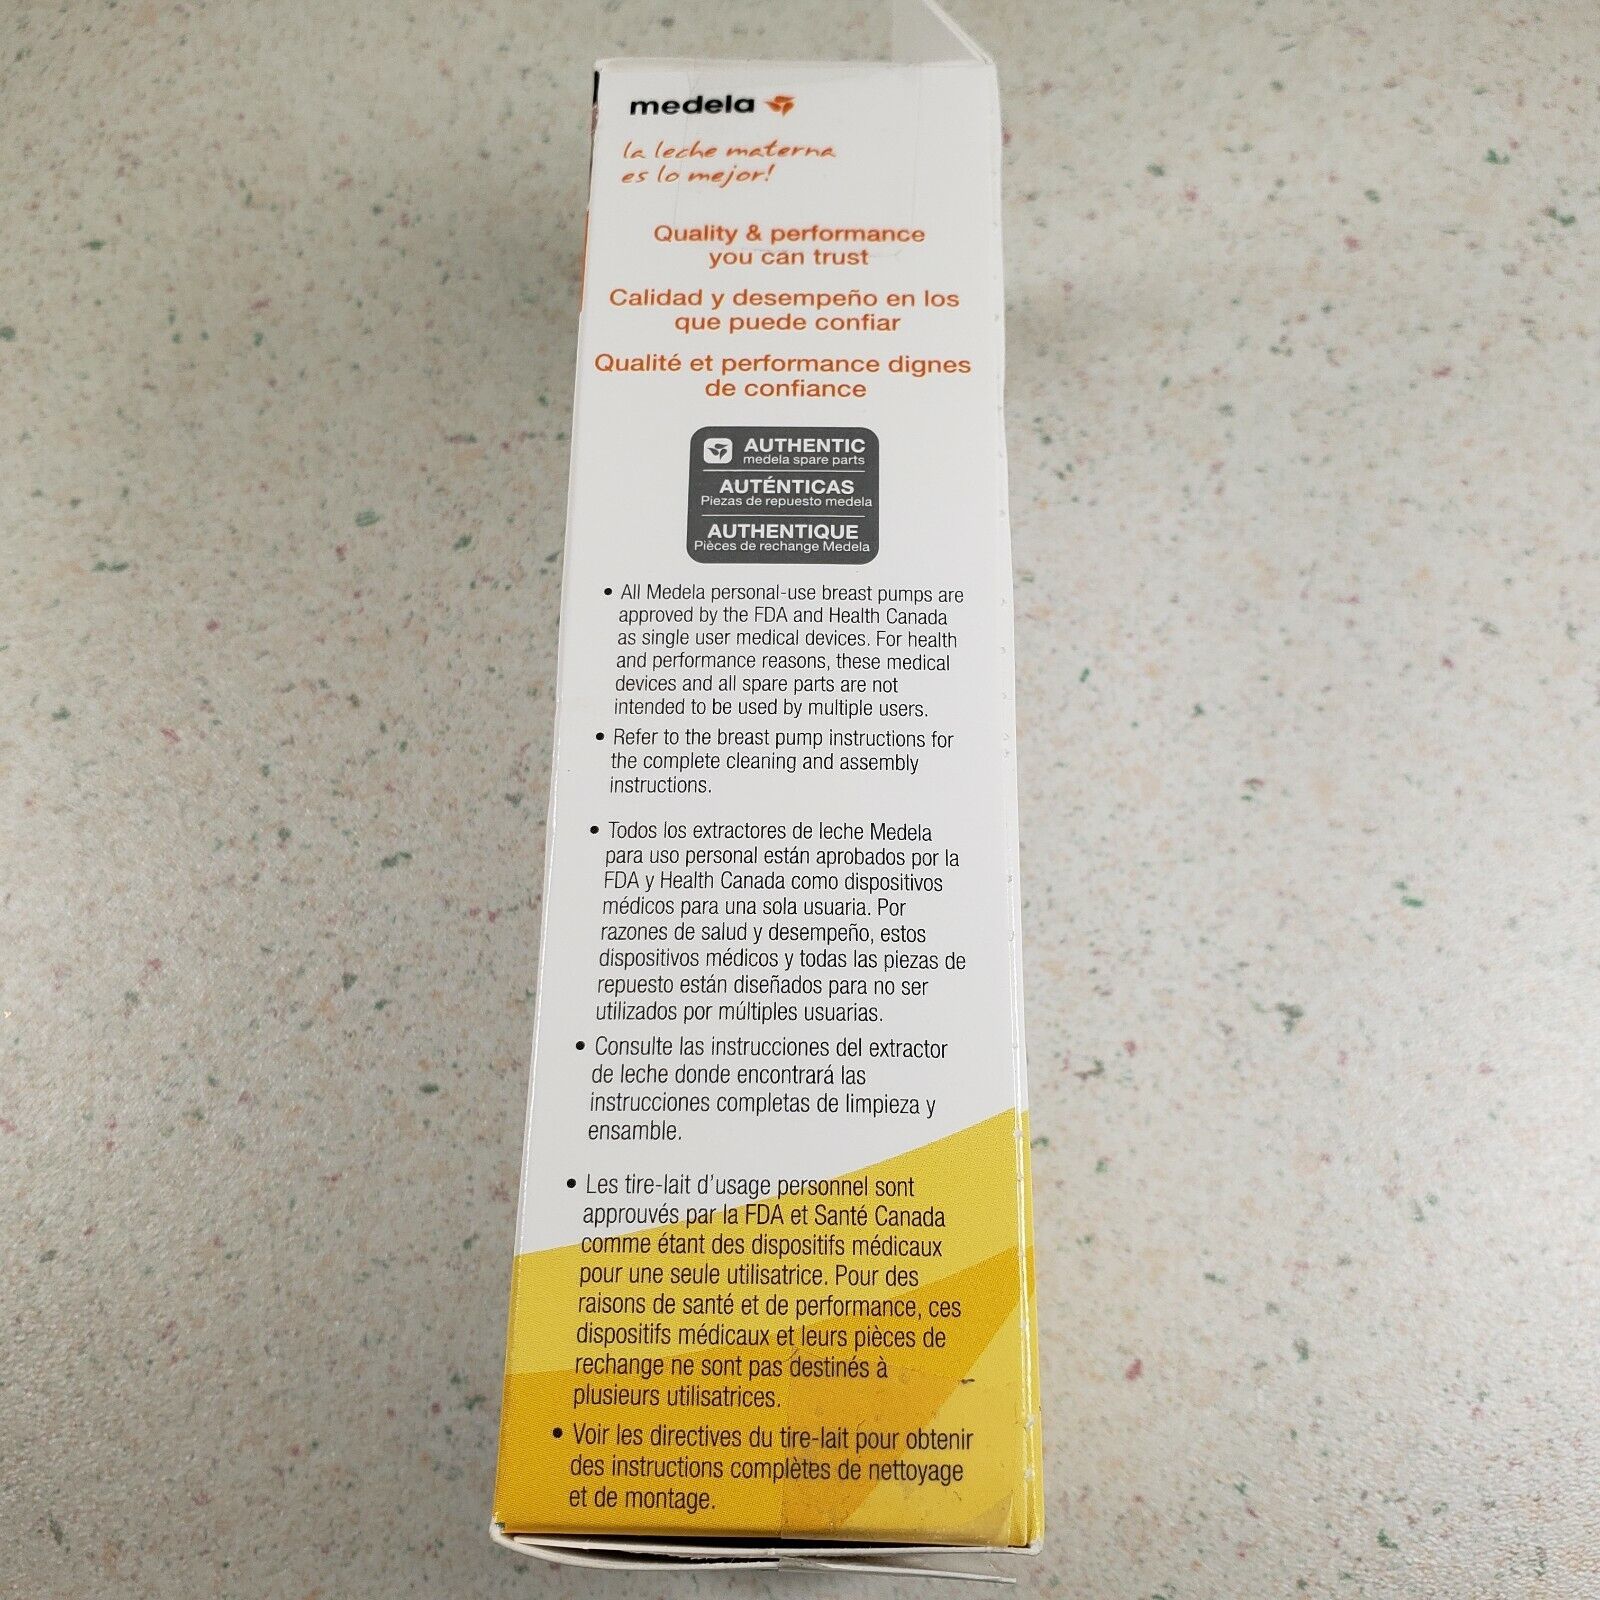 medela
la leche materna
es lo mejor!
Quality & performance
you can trust
Calidad y desempeño en los
que puede confiar
Qualité et performance dignes
de confiance
AUTHENTIC
medela spare parts
AUTÉNTICAS
Piezas de repuesto medela
AUTHENTIQUE
Pièces de rechange Medela
• All Medela personal-use breast pumps are
approved by the FDA and Health Canada
as single user medical devices. For health
and performance reasons, these medical
devices and all spare parts are not
intended to be used by multiple users.
• Refer to the breast pump instructions for
the complete cleaning and assembly
instructions.
• Todos los extractores de leche Medela
para uso personal están aprobados por la
FDA y Health Canada como dispositivos
médicos para una sola usuaria. Por
razones de salud y desempeño, estos
dispositivos médicos y todas las piezas de
repuesto están diseñados para no ser
utilizados por múltiples usuarias.
• Consulte las instrucciones del extractor
de leche donde encontrará las
instrucciones completas de limpieza y
ensamble.
• Les tire-lait d'usage personnel sont
approuvés par la FDA et Santé Canada
comme étant des dispositifs médicaux
pour une seule utilisatrice. Pour des
raisons de santé et de performance, ces
dispositifs médicaux et leurs pièces de
rechange ne sont pas destinés à
plusieurs utilisatrices.
• Voir les directives du tire-lait pour obtenir
des instructions complètes de nettoyage
et de montage.